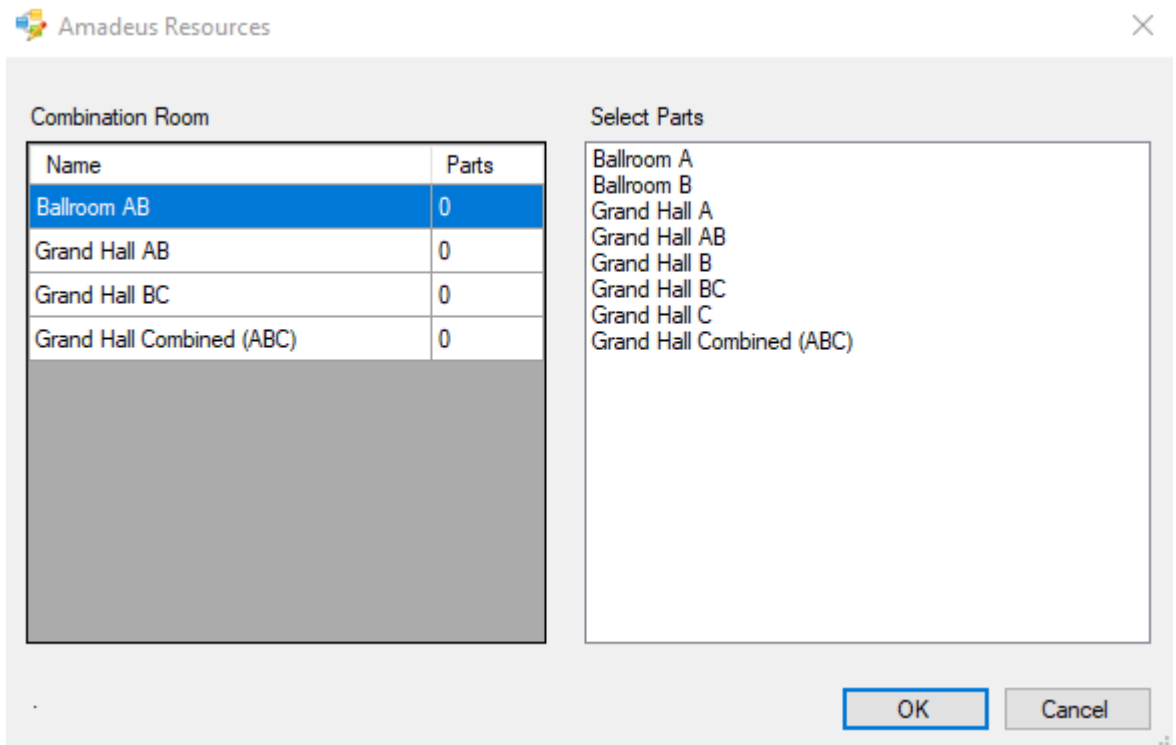 Amadeus Resources
Combination Room
Name Parts
Ballroom AB 0
Grand Hall AB 0
Grand Hall BC 0
Grand Hall Combined (ABC) 0
Select Parts
Ballroom A
Ballroom B
Grand Hall A
Grand Hall AB
Grand Hall B
Grand Hall BC
Grand Hall C
Grand Hall Combined (ABC)
.
OK
Cancel